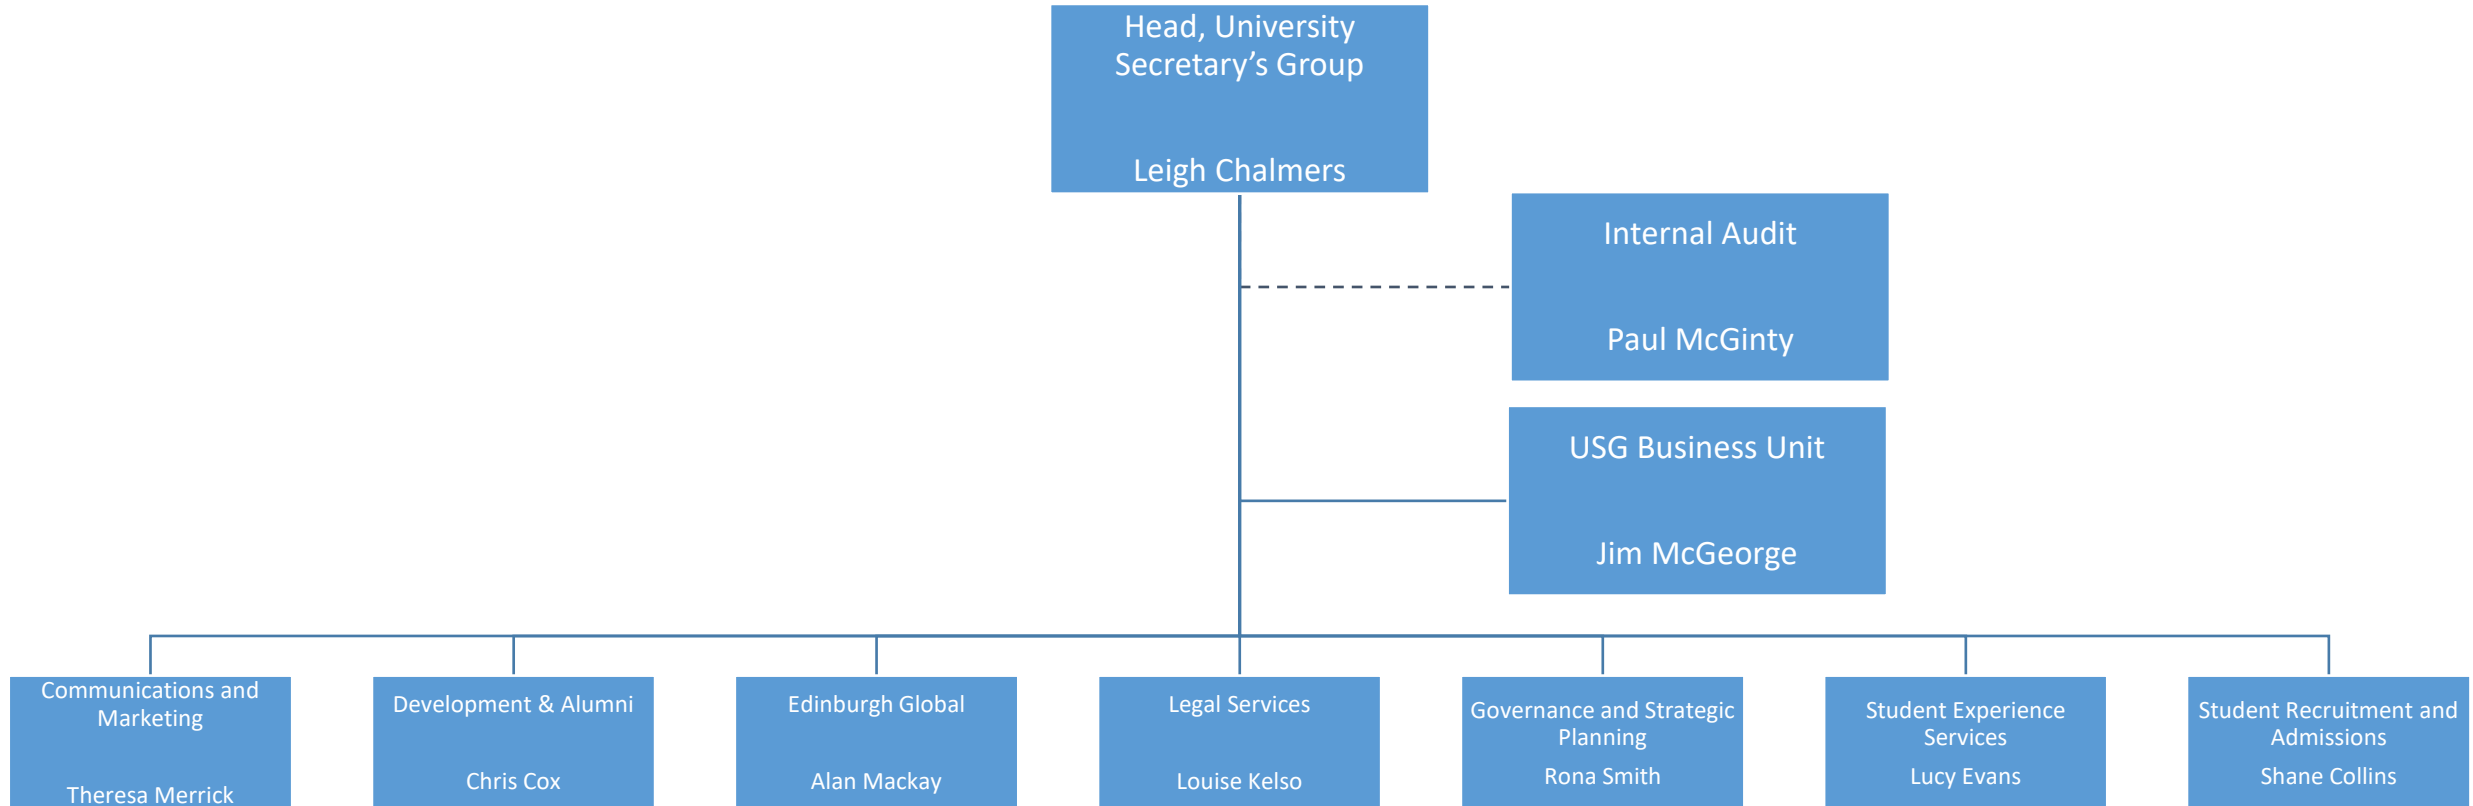 Head, University
Secretary’s Group
Leigh Chalmers
Internal Audit
Paul McGinty
USG Business Unit
Jim McGeorge
Communications and
Marketing
Theresa Merrick
Development & Alumni
Chris Cox
Edinburgh Global
Alan Mackay
Legal Services
Louise Kelso
Governance and Strategic
Planning
Rona Smith
Student Experience
Services
Lucy Evans
Student Recruitment and
Admissions
Shane Collins